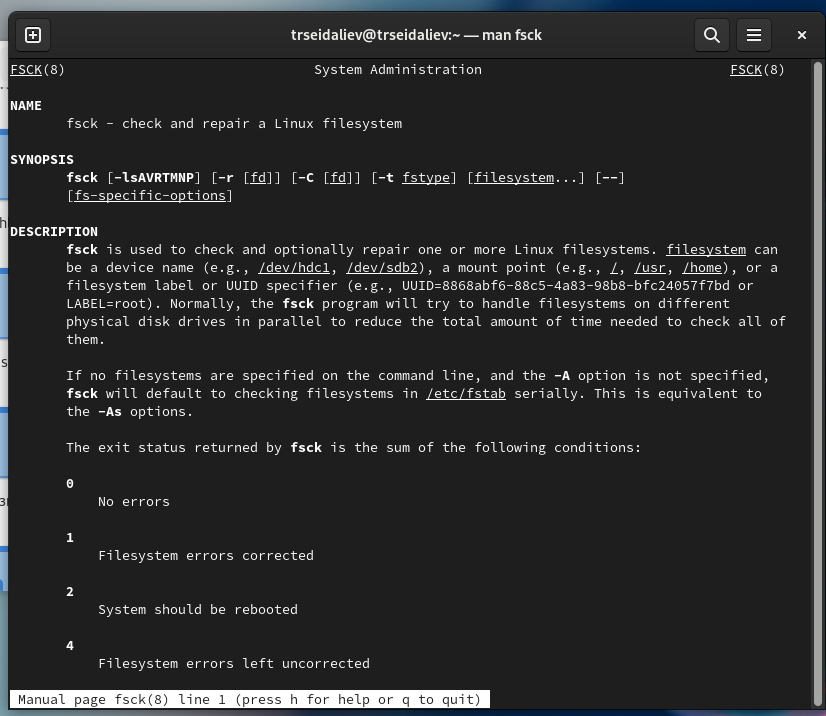 trseidaliev@trseidaliev:~ — man fsck
FSCK(8) System Administration FSCK(8)
NAME
fsck - check and repair a Linux filesystem
SYNOPSIS
fsck [-lsAVRTMNP] [-r [fd]] [-C [fd]] [-t fstype] [filesystem...] [--]
[fs-specific-options]
DESCRIPTION
fsck is used to check and optionally repair one or more Linux filesystems. filesystem can
be a device name (e.g., /dev/hdc1, /dev/sdb2), a mount point (e.g., /, /usr, /home), or a
filesystem label or UUID specifier (e.g., UUID=8868abf6-88c5-4a83-98b8-bfc24057f7bd or
LABEL=root). Normally, the fsck program will try to handle filesystems on different
physical disk drives in parallel to reduce the total amount of time needed to check all of
them.
If no filesystems are specified on the command line, and the -A option is not specified,
fsck will default to checking filesystems in /etc/fstab serially. This is equivalent to
the -As options.
The exit status returned by fsck is the sum of the following conditions:
0
No errors
1
Filesystem errors corrected
2
System should be rebooted
4
Filesystem errors left uncorrected
Manual page fsck(8) line 1 (press h for help or q to quit)